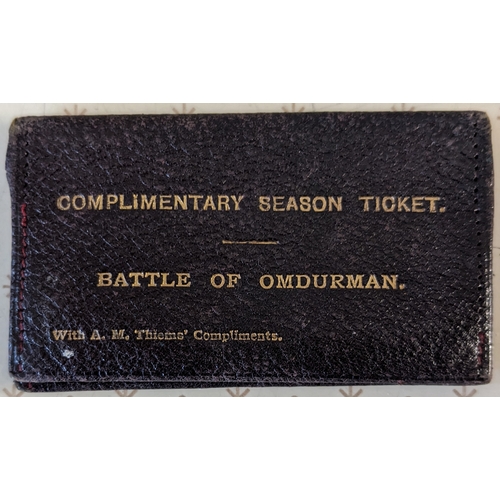 COMPLIMENTARY SEASON TICKET.
BATTLE OF OMDURMAN.
With A. M. Thieme' Compliments.